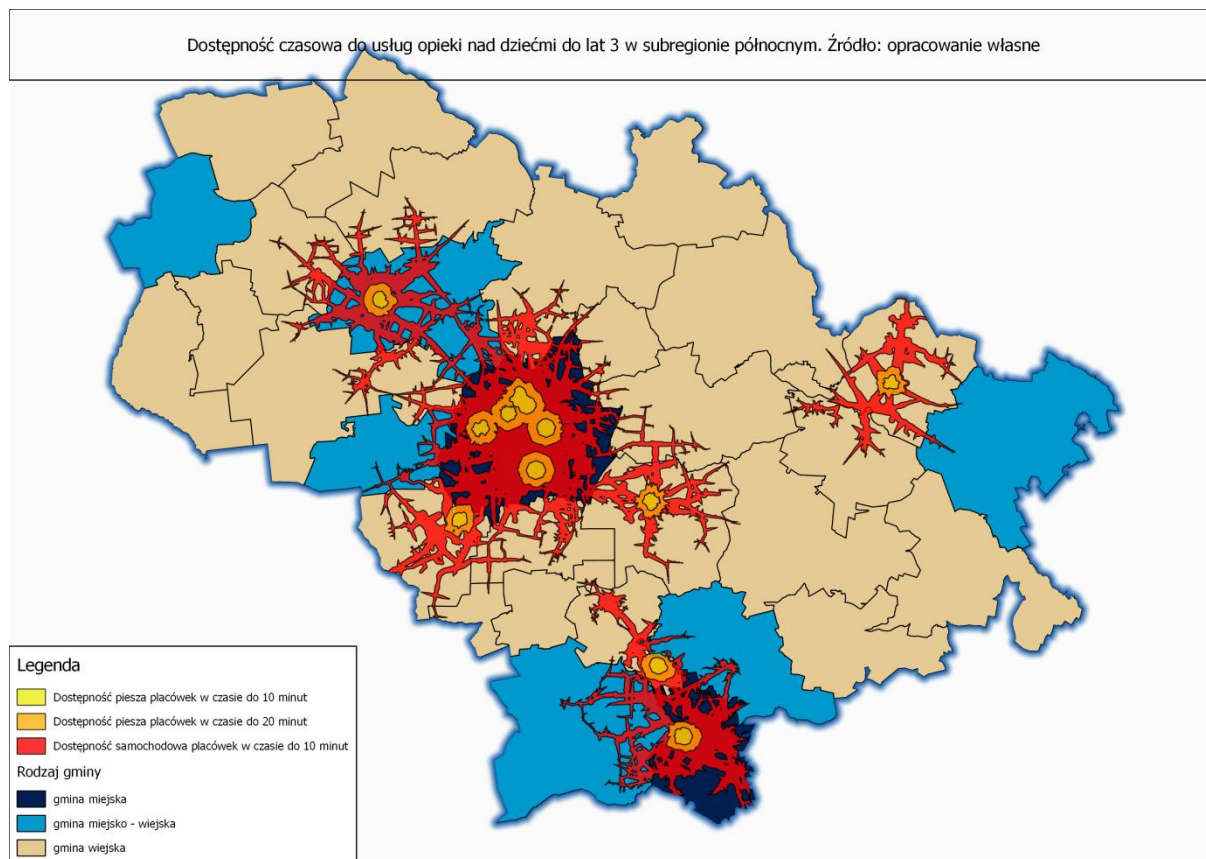 Dostępność czasowa do usług opieki nad dziećmi do lat 3 w subregionie północnym. Źródło: opracowanie własne
Legenda
Dostępność piesza placówek w czasie do 10 minut
Dostępność piesza placówek w czasie do 20 minut
Dostępność samochodowa placówek w czasie do 10 minut
Rodzaj gminy
gmina miejska
gmina miejsko - wiejska
gmina wiejska